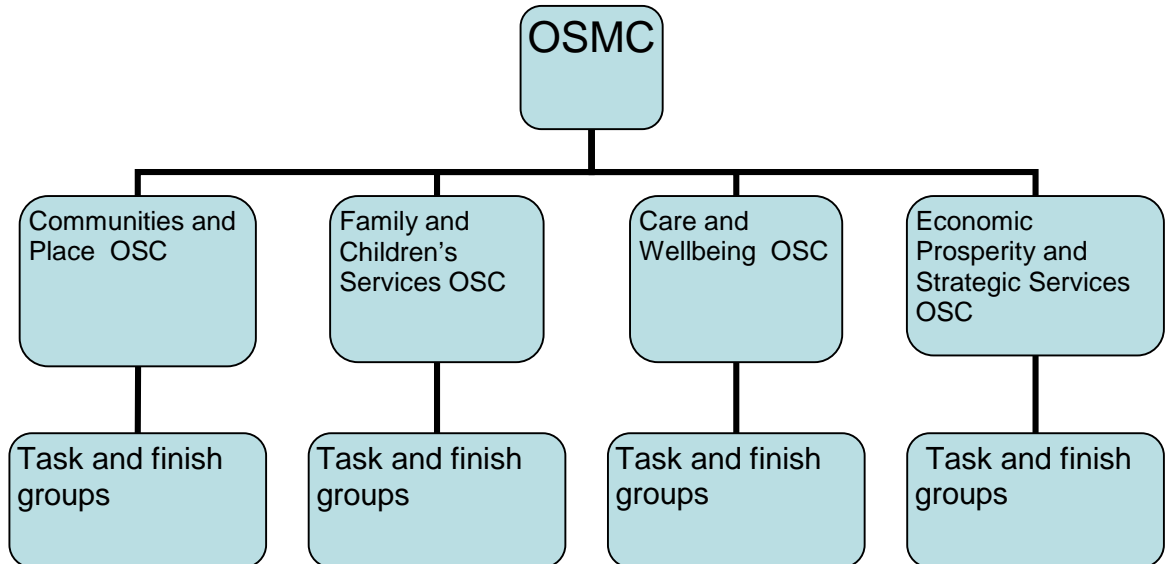 OSMC
Communities and
Place  OSC
Family and
Children’s
Services OSC
Care and
Wellbeing  OSC
Economic
Prosperity and
Strategic Services
OSC
Task and finish
groups
Task and finish
groups
Task and finish
groups
Task and finish
groups